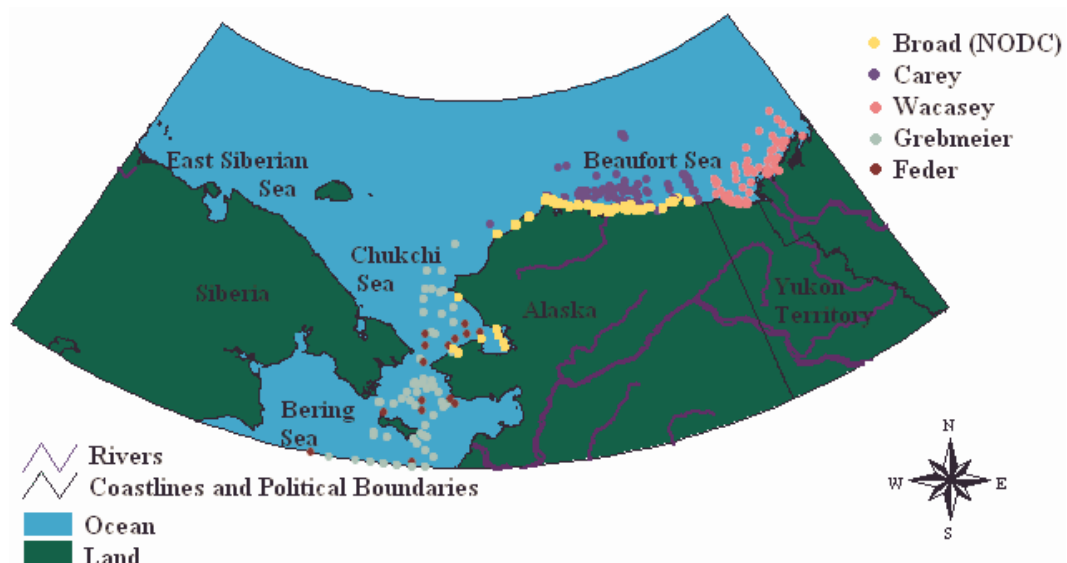 Broad (NODC)
Carey
Wacasey
Grebmeier
Feder
East Siberian
Sea
Beaufort Sea
Chukchi
Sea
Siberia
Alaska
Yukon
Territory
Bering
Sea
Rivers
Coastlines and Political Boundaries
Ocean
Land
N
W
E
S